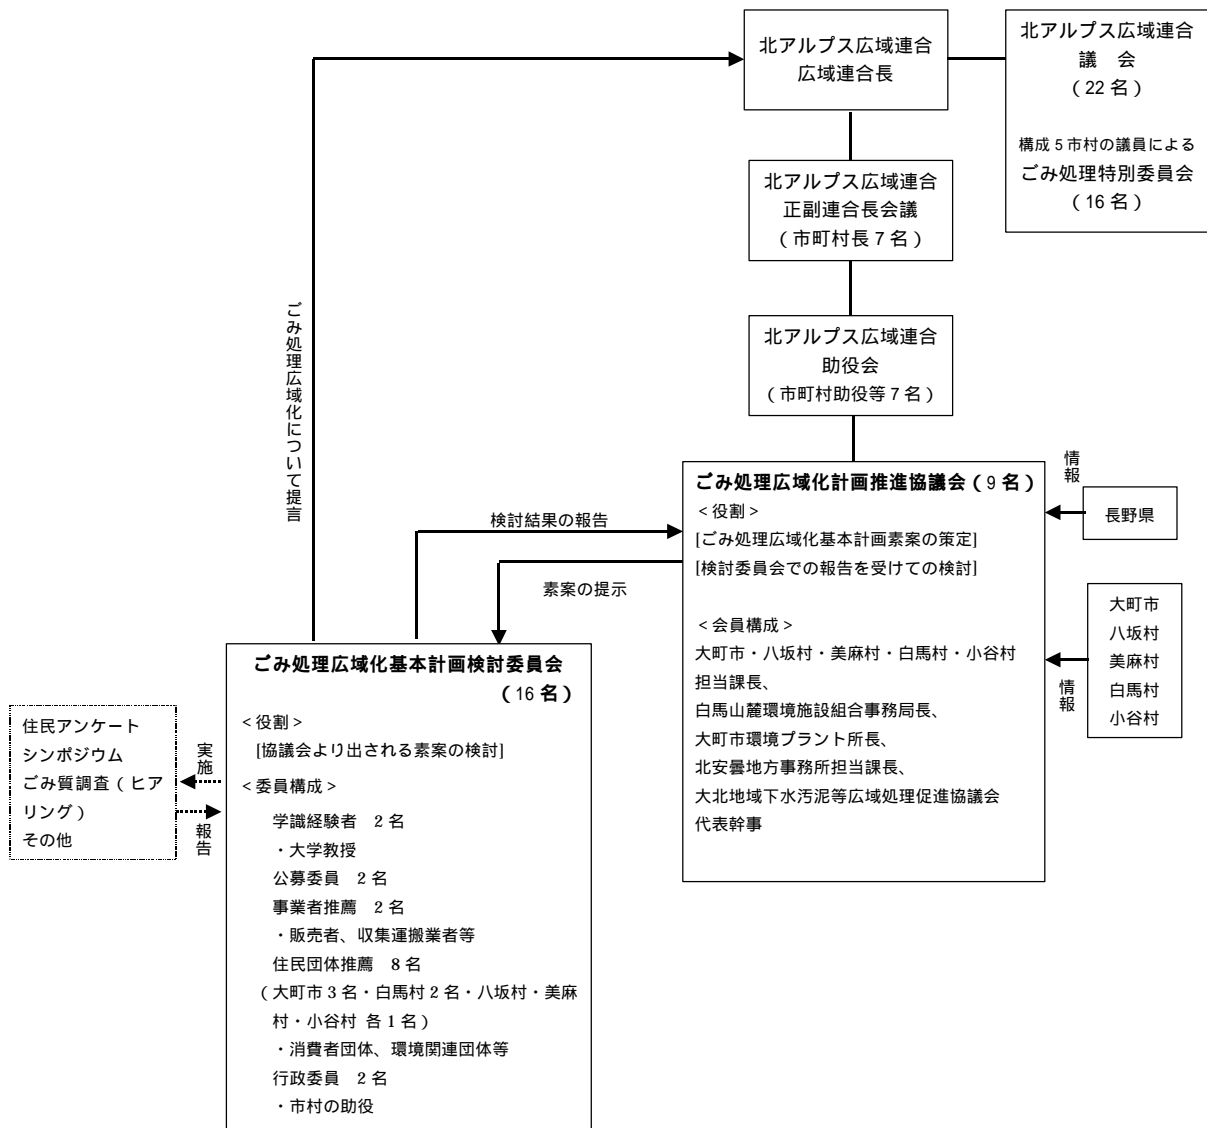 北アルプス広域連合
広域連合長
北アルプス広域連合
議　会
（22名）
構成5市村の議員による
ごみ処理特別委員会
（16名）
北アルプス広域連合
正副連合長会議
（市町村長7名）
北アルプス広域連合
助役会
（市町村助役等7名）
ごみ処理広域化について提言
検討結果の報告
素案の提示
ごみ処理広域化計画推進協議会（9名）
＜役割＞
[ごみ処理広域化基本計画素案の策定]
[検討委員会での報告を受けての検討]
＜会員構成＞
大町市・八坂村・美麻村・白馬村・小谷村
担当課長、
白馬山麓環境施設組合事務局長、
大町市環境プラント所長、
北安曇地方事務所担当課長、
大北地域下水汚泥等広域処理促進協議会
代表幹事
情報
長野県
情報
大町市
八坂村
美麻村
白馬村
小谷村
ごみ処理広域化基本計画検討委員会
（16名）
＜役割＞
[協議会より出される素案の検討]
＜委員構成＞
学識経験者　2名
・大学教授
公募委員　2名
事業者推薦　2名
・販売者、収集運搬業者等
住民団体推薦　8名
（大町市3名・白馬村2名・八坂村・美麻
村・小谷村 各1名）
・消費者団体、環境関連団体等
行政委員　2名
・市村の助役
実施
報告
住民アンケート
シンポジウム
ごみ質調査（ヒア
リング）
その他